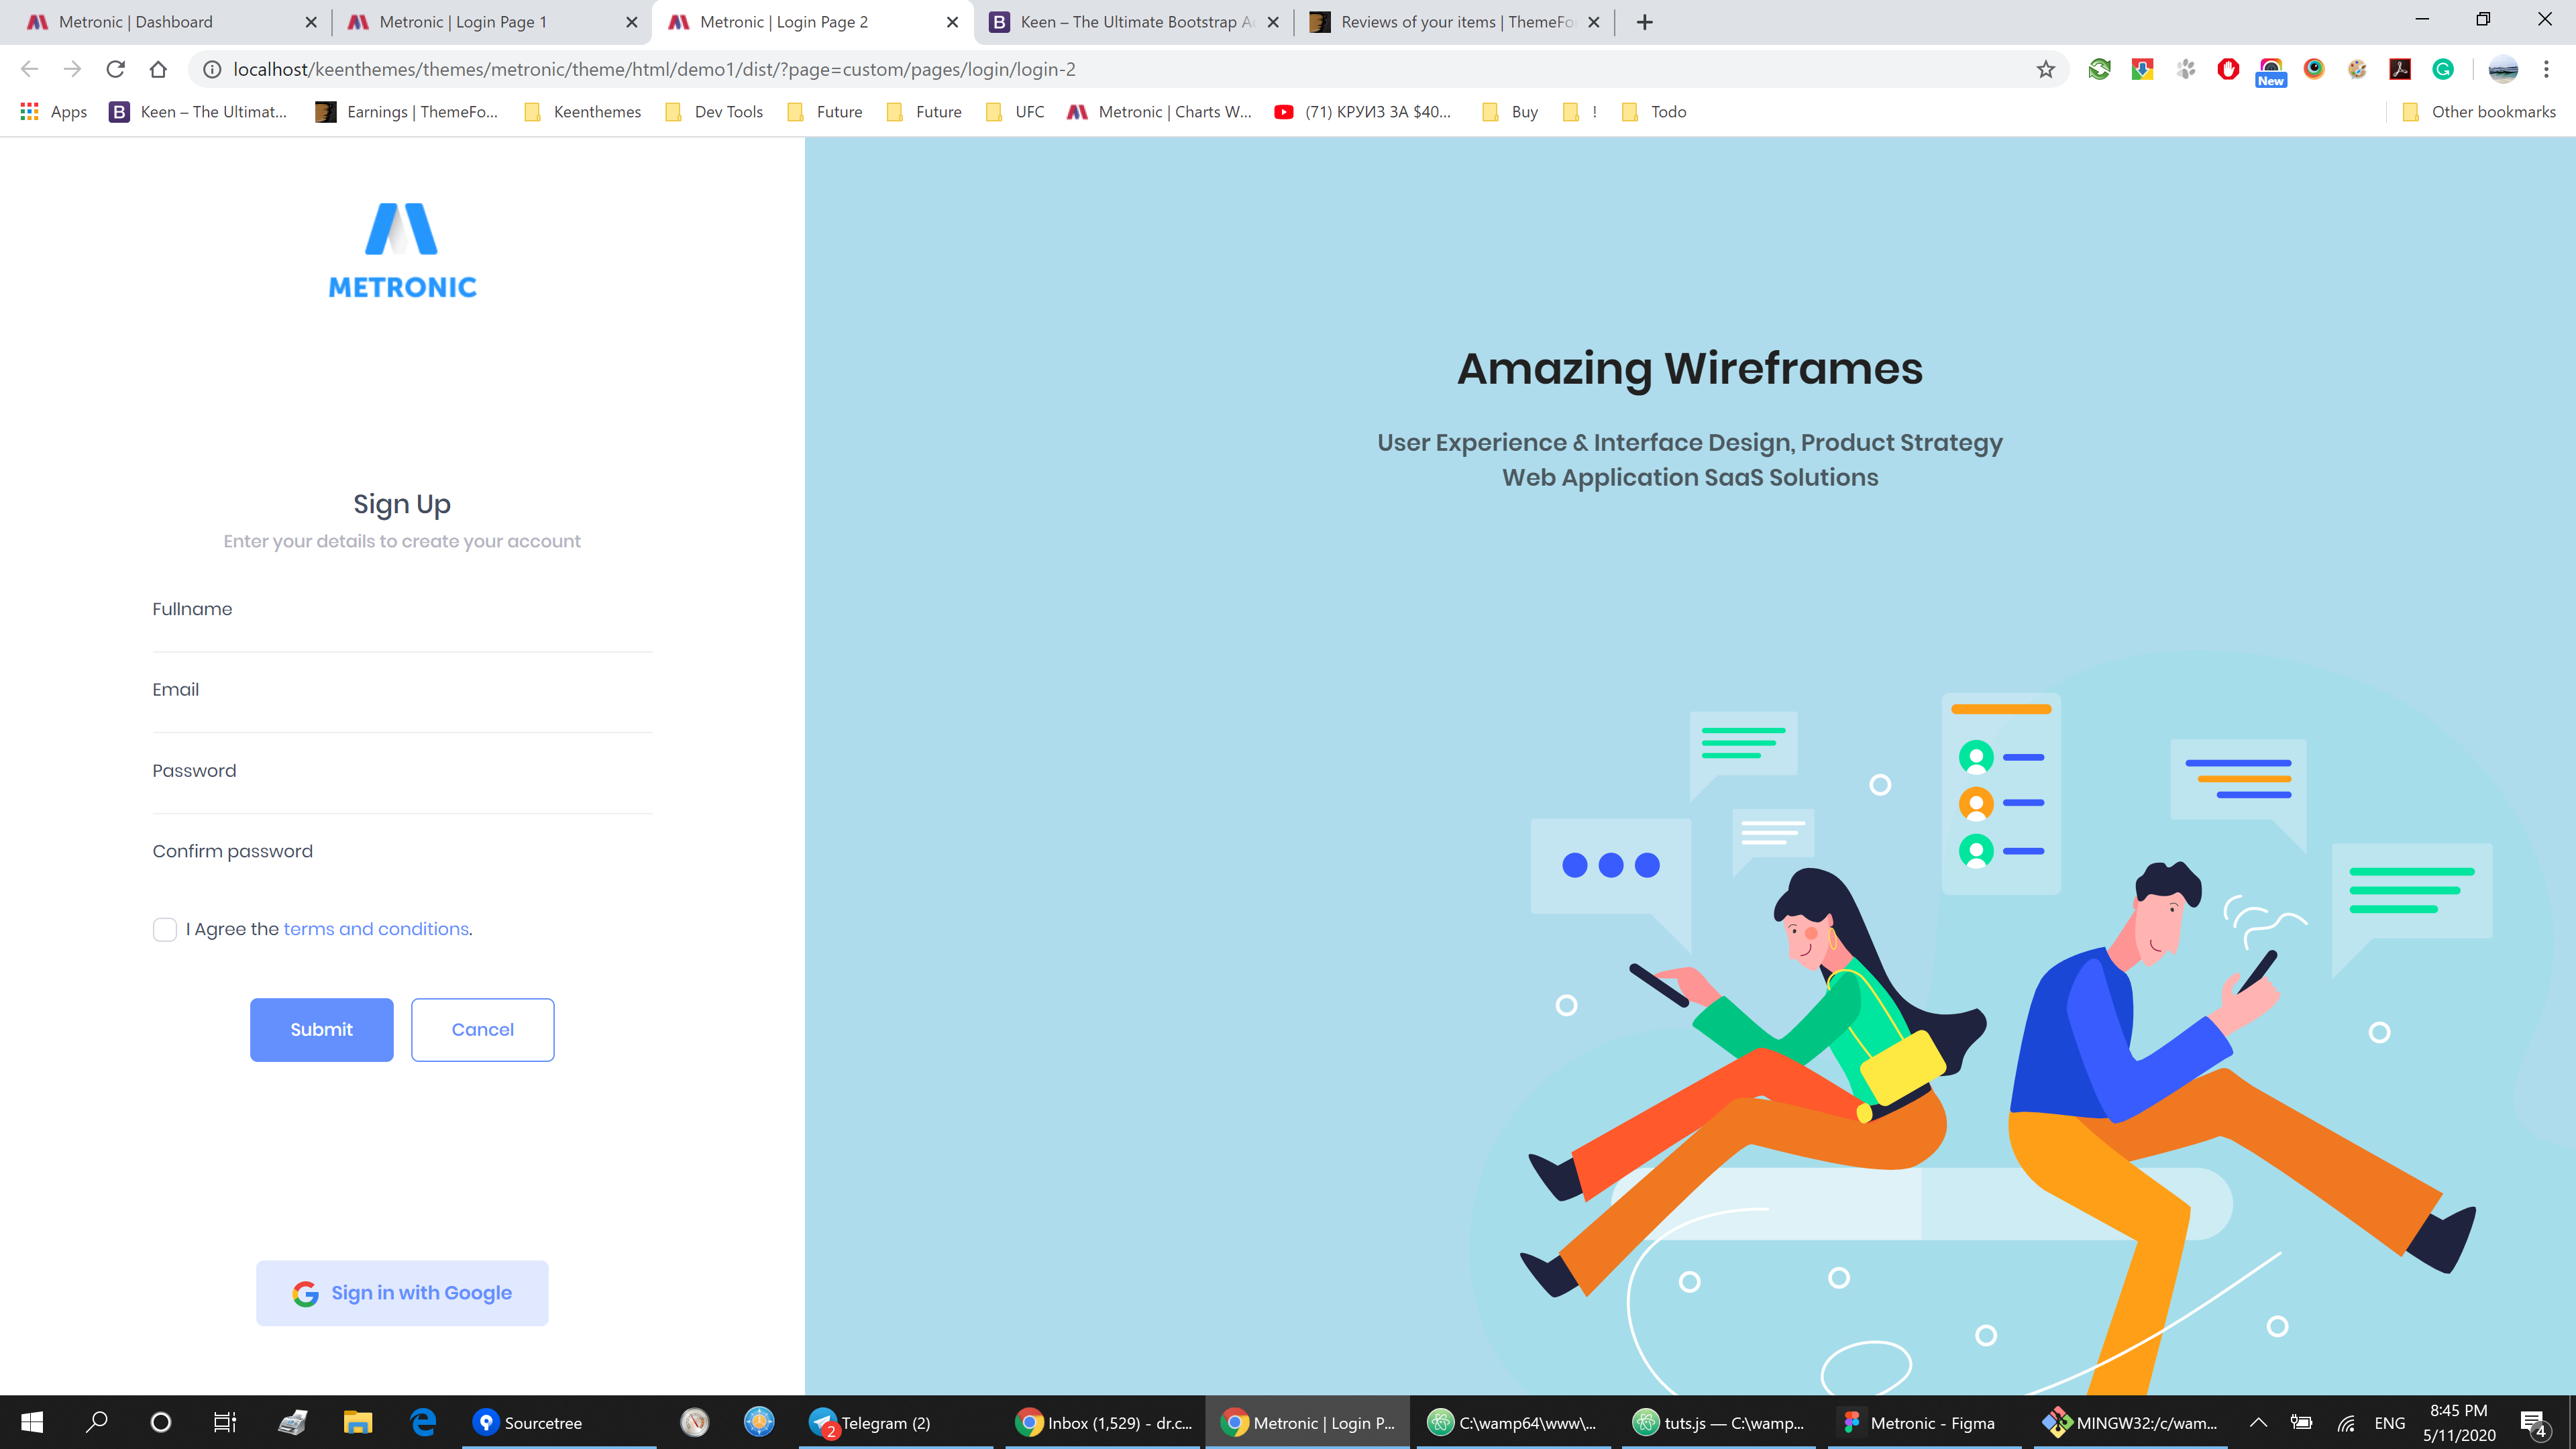 Metronic | Dashboard
Metronic | Login Page 1
Metronic | Login Page 2
Keen – The Ultimate Bootstrap
Reviews of your items | ThemeFo
localhost/keenthemes/themes/metronic/theme/html/demo1/dist/?page=custom/pages/login/login-2
New
Apps
B Keen – The Ultimat...
Earnings | ThemeFo...
Keenthemes
Dev Tools
Future
Future
UFC
Metronic | Charts W...
(71) КРУИЗ ЗА $40...
Buy
!
Todo
Other bookmarks
METRONIC
Sign Up
Enter your details to create your account
Fullname
Email
Password
Confirm password
I Agree the terms and conditions.
Submit
Cancel
Sign in with Google
Amazing Wireframes
User Experience & Interface Design, Product Strategy
Web Application SaaS Solutions
Sourcetree
2
Telegram (2)
Inbox (1,529) - dr.c...
Metronic | Login P...
C:\wamp64\www\...
tuts.js — C:\wamp...
Metronic - Figma
MINGW32:/c/wam...
ENG
8:45 PM
5/11/2020
4